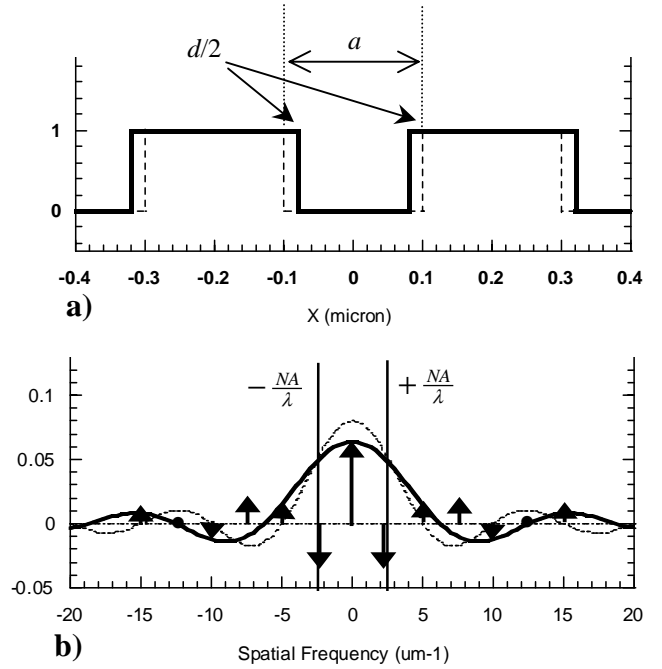 d/2
a
1
0
-0.4 -0.3 -0.2 -0.1 0 0.1 0.2 0.3 0.4
a)
X (micron)
0.1
0.05
0
-0.05
− NA/λ
+ NA/λ
-20 -15 -10 -5 0 5 10 15 20
b)
Spatial Frequency (um-1)